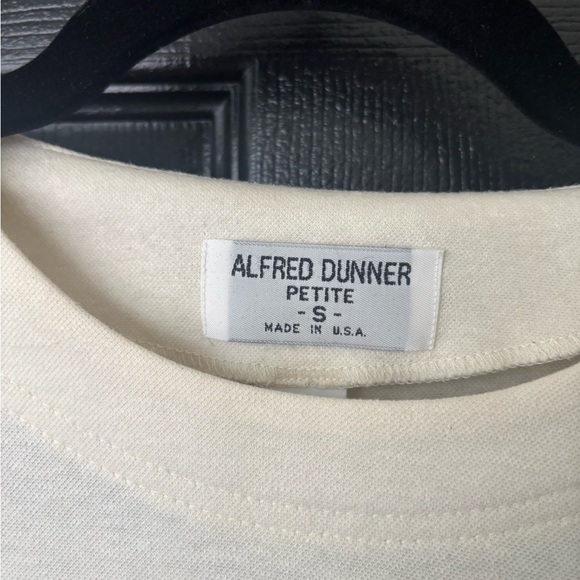 ALFRED DUNNER
PETITE
- S -
MADE IN U.S.A.